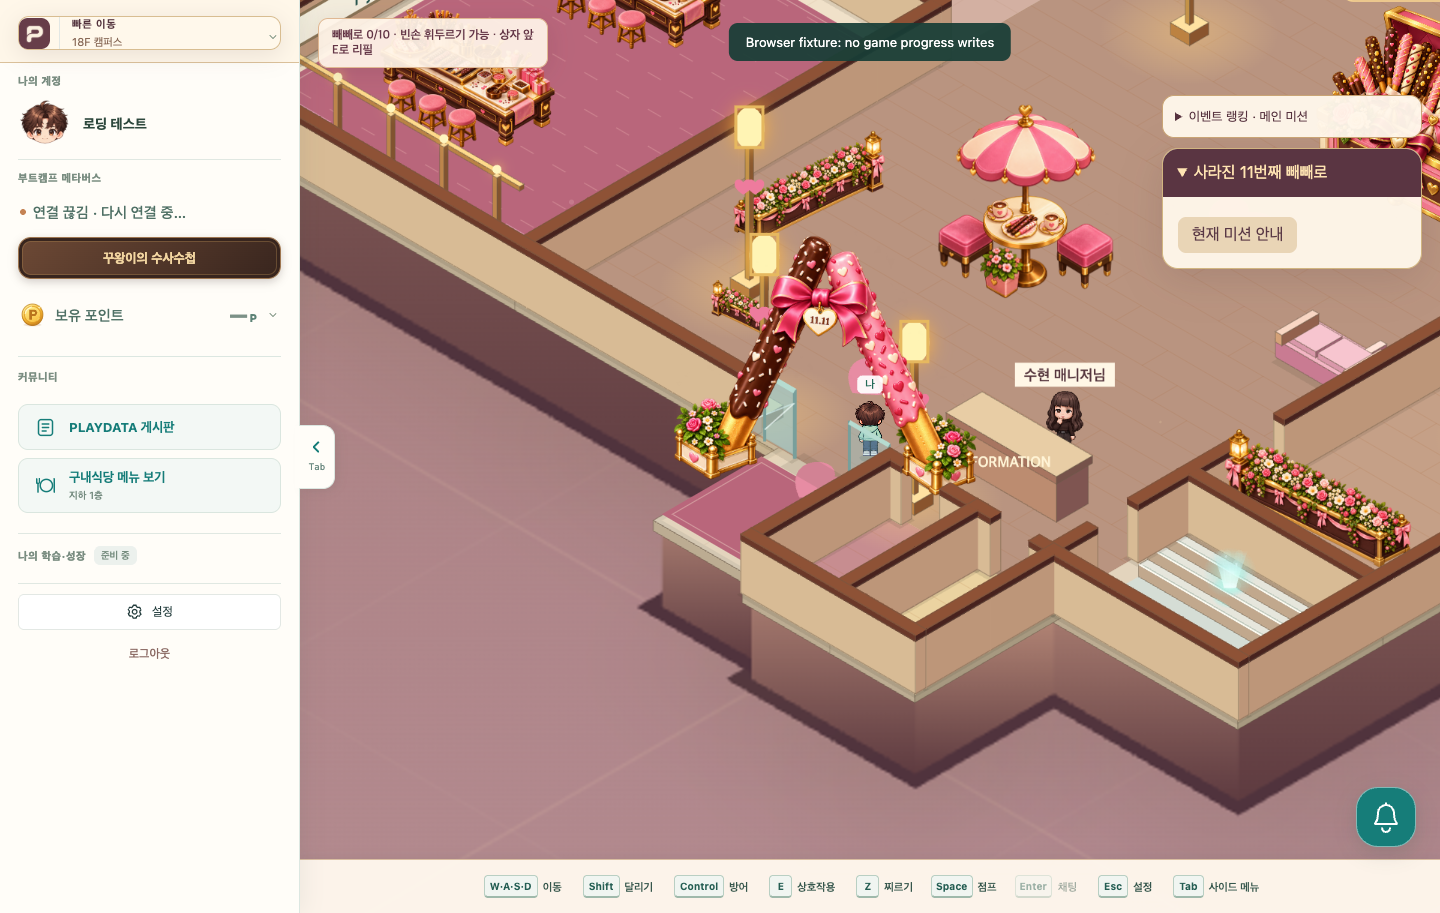 빠른 이동
18F 캠퍼스
나의 계정
로딩 테스트
부트캠프 메타버스
연결 끊김 · 다시 연결 중...
꾸왕이의 수사수첩
P
보유 포인트
P
커뮤니티
PLAYDATA 게시판
구내식당 메뉴 보기
지하 1층
나의 학습·성장 준비 중
설정
로그아웃
Tab
빼빼로 0/10 · 빈손 휘두르기 가능 · 상자 앞
E로 리필
Browser fixture: no game progress writes
▶ 이벤트 랭킹 · 메인 미션
▼ 사라진 11번째 빼빼로
현재 미션 안내
11.11
나
수현 매니저님
FORMATION
W·A·S·D 이동 Shift 달리기 Control 방어 E 상호작용 Z 찌르기 Space 점프 Enter 채팅 Esc 설정 Tab 사이드 메뉴